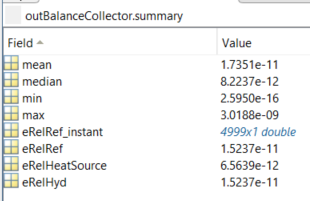 outBalanceCollector.summary
Field Value
mean 1.7351e-11
median 8.2237e-12
min 2.5950e-16
max 3.0188e-09
eRelRef_instant 4999x1 double
eRelRef 1.5237e-11
eRelHeatSource 6.5639e-12
eRelHyd 1.5237e-11